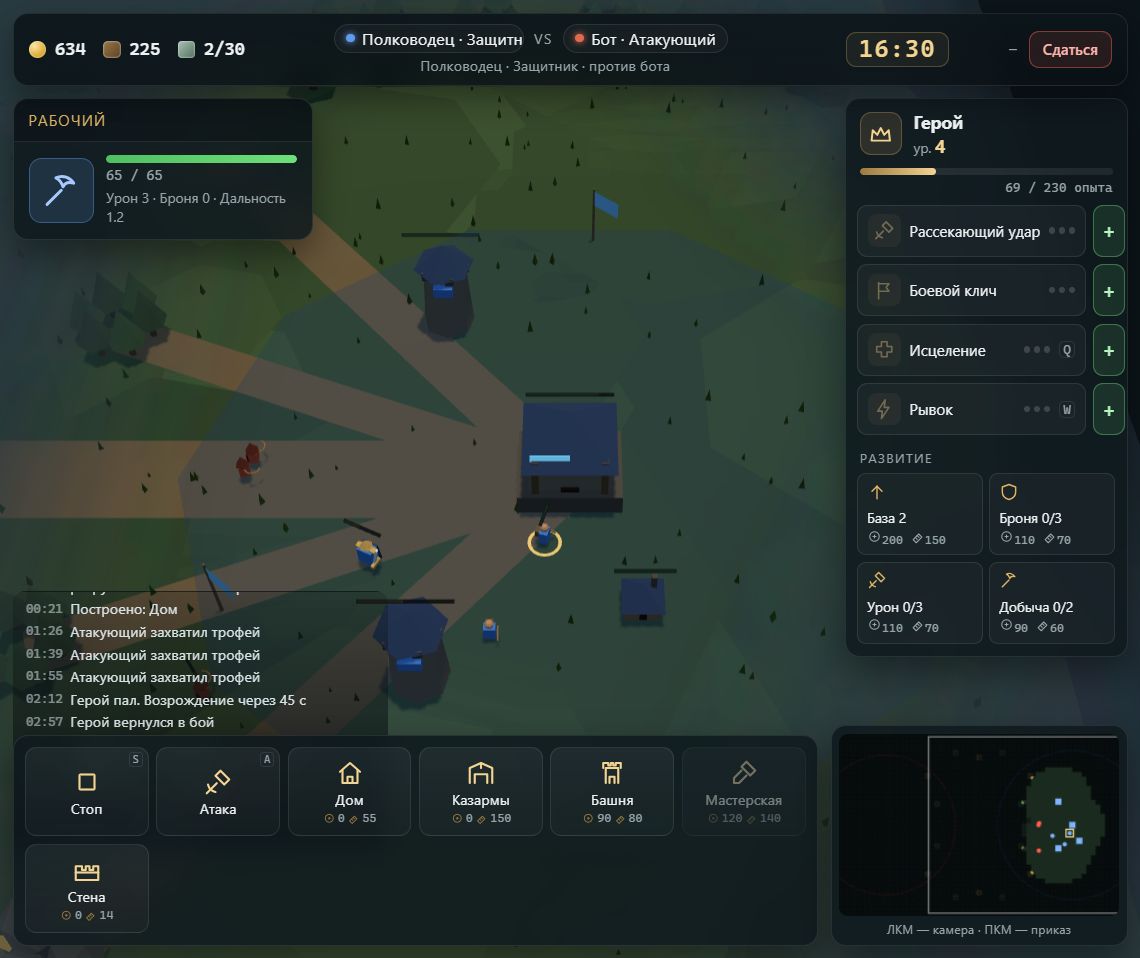 634 225 2/30
Полководец · Защитн VS Бот · Атакующий
Полководец · Защитник · против бота
16:30
–
Сдаться
РАБОЧИЙ
65 / 65
Урон 3 · Броня 0 · Дальность
1.2
Герой
ур. 4
69 / 230 опыта
Рассекающий удар +
Боевой клич +
Исцеление Q +
Рывок W +
РАЗВИТИЕ
База 2
200 150
Броня 0/3
110 70
Урон 0/3
110 70
Добыча 0/2
90 60
00:21 Построено: Дом
01:26 Атакующий захватил трофей
01:39 Атакующий захватил трофей
01:55 Атакующий захватил трофей
02:12 Герой пал. Возрождение через 45 с
02:57 Герой вернулся в бой
S
Стоп
A
Атака
Дом
0 55
Казармы
0 150
Башня
90 80
Мастерская
120 140
Стена
0 14
ЛКМ — камера · ПКМ — приказ